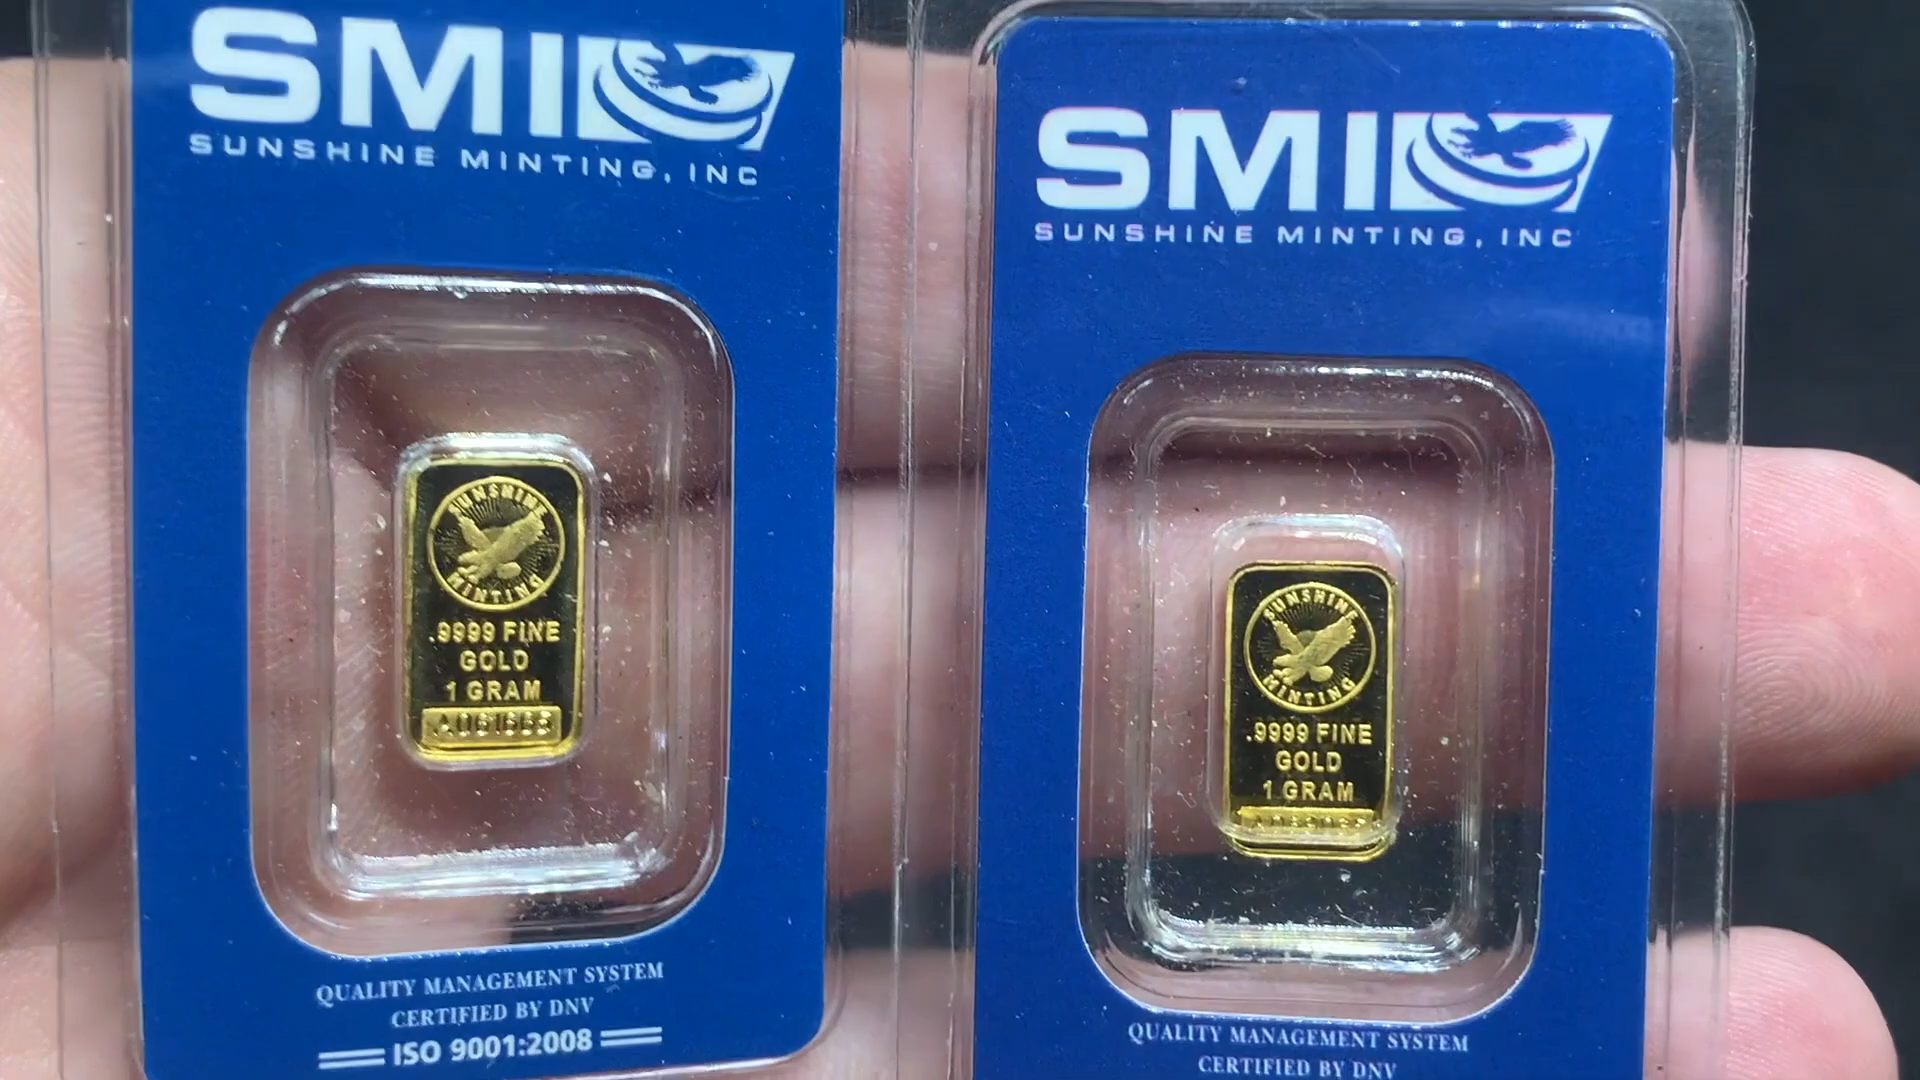 SMI
SUNSHINE MINTING, INC
SUNSHINE
MINTING
.9999 FINE
GOLD
1 GRAM
QUALITY MANAGEMENT SYSTEM
CERTIFIED BY DNV
ISO 9001:2008
SMI
SUNSHINE MINTING, INC
SUNSHINE
MINTING
.9999 FINE
GOLD
1 GRAM
QUALITY MANAGEMENT SYSTEM
CERTIFIED BY DNV